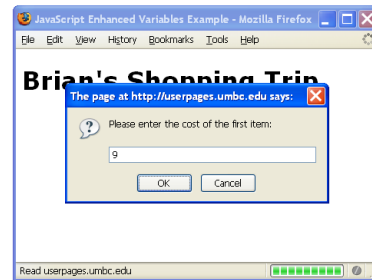 JavaScript Enhanced Variables Example - Mozilla Firefox
File Edit View History Bookmarks Tools Help
Brian's Shopping Trip
The page at http://userpages.umbc.edu says:
Please enter the cost of the first item:
9
OK Cancel
Read userpages.umbc.edu